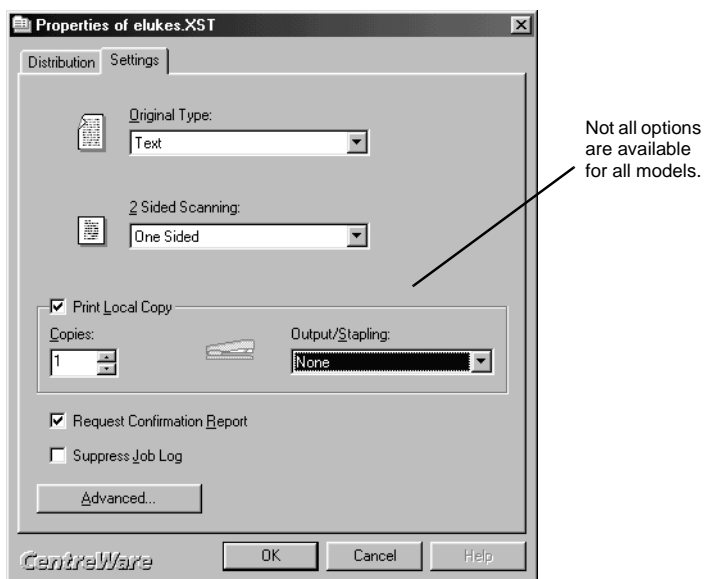 Properties of elukes.XST
Distribution Settings
Original Type:
Text
2 Sided Scanning:
One Sided
Print Local Copy
Copies:
1
Output/Stapling:
None
Request Confirmation Report
Suppress Job Log
Advanced...
CentreWare
OK Cancel Help
Not all options
are available
for all models.